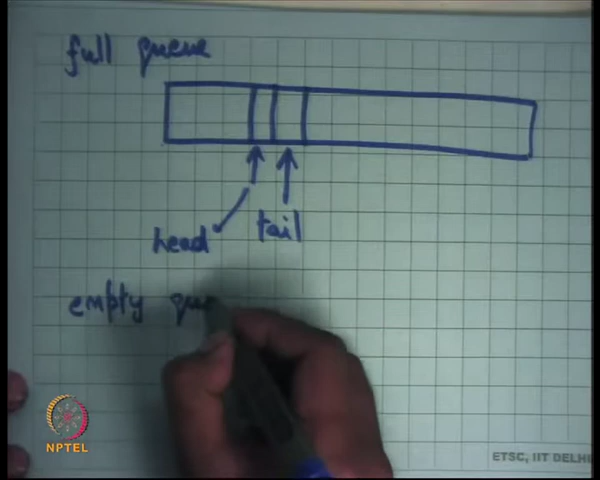 full queue
head
tail
empty
NPTEL
ETSC, IIT DELHI